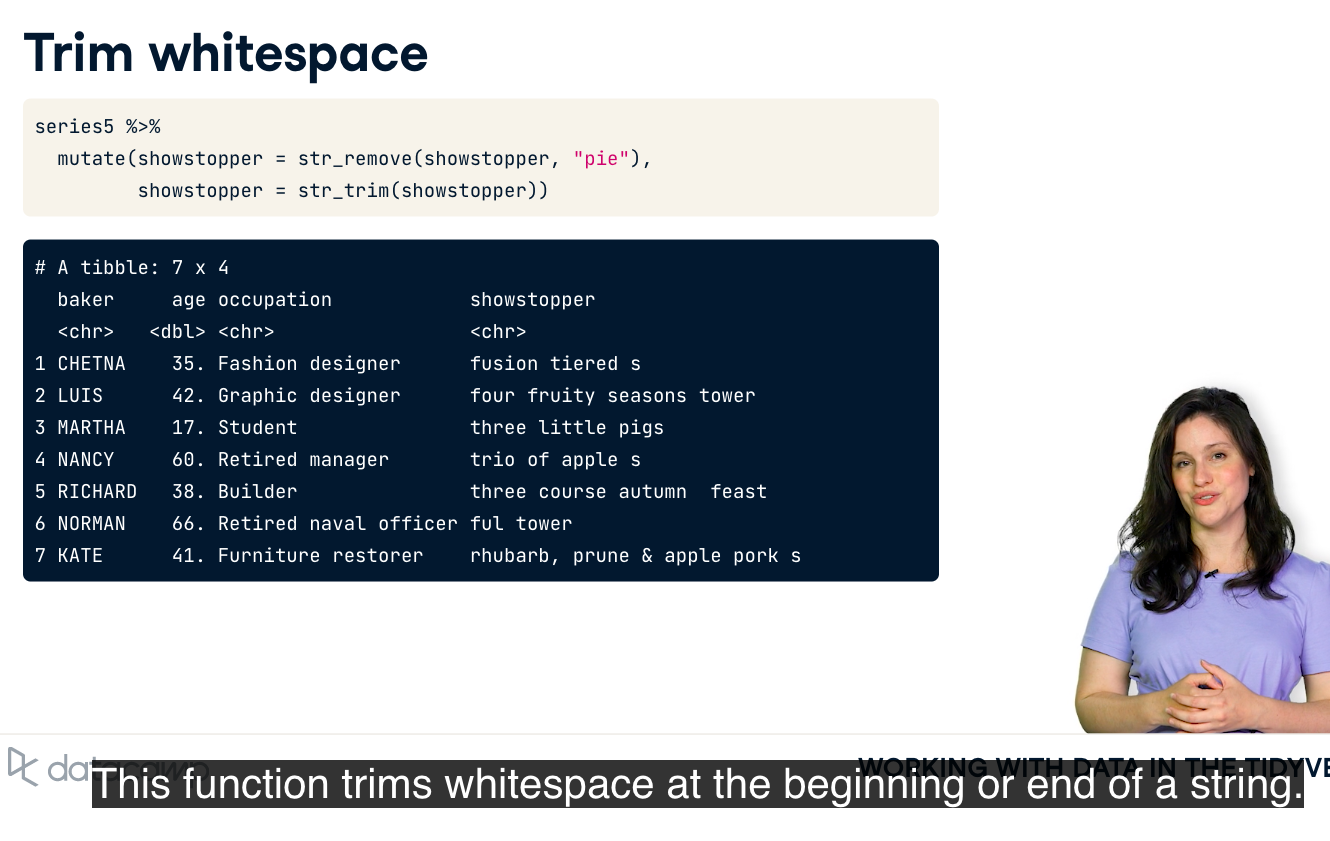 Trim whitespace
series5 %>%
  mutate(showstopper = str_remove(showstopper, "pie"),
         showstopper = str_trim(showstopper))
# A tibble: 7 x 4
  baker     age occupation            showstopper
  <chr>   <dbl> <chr>                 <chr>
1 CHETNA    35. Fashion designer      fusion tiered s
2 LUIS      42. Graphic designer      four fruity seasons tower
3 MARTHA    17. Student               three little pigs
4 NANCY     60. Retired manager       trio of apple s
5 RICHARD   38. Builder               three course autumn  feast
6 NORMAN    66. Retired naval officer ful tower
7 KATE      41. Furniture restorer    rhubarb, prune & apple pork s
datacamp
WORKING WITH DATA IN THE TIDYVE
This function trims whitespace at the beginning or end of a string.